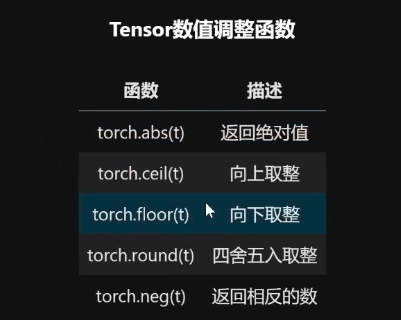 Tensor数值调整函数
函数 描述
torch.abs(t) 返回绝对值
torch.ceil(t) 向上取整
torch.floor(t) 向下取整
torch.round(t) 四舍五入取整
torch.neg(t) 返回相反的数